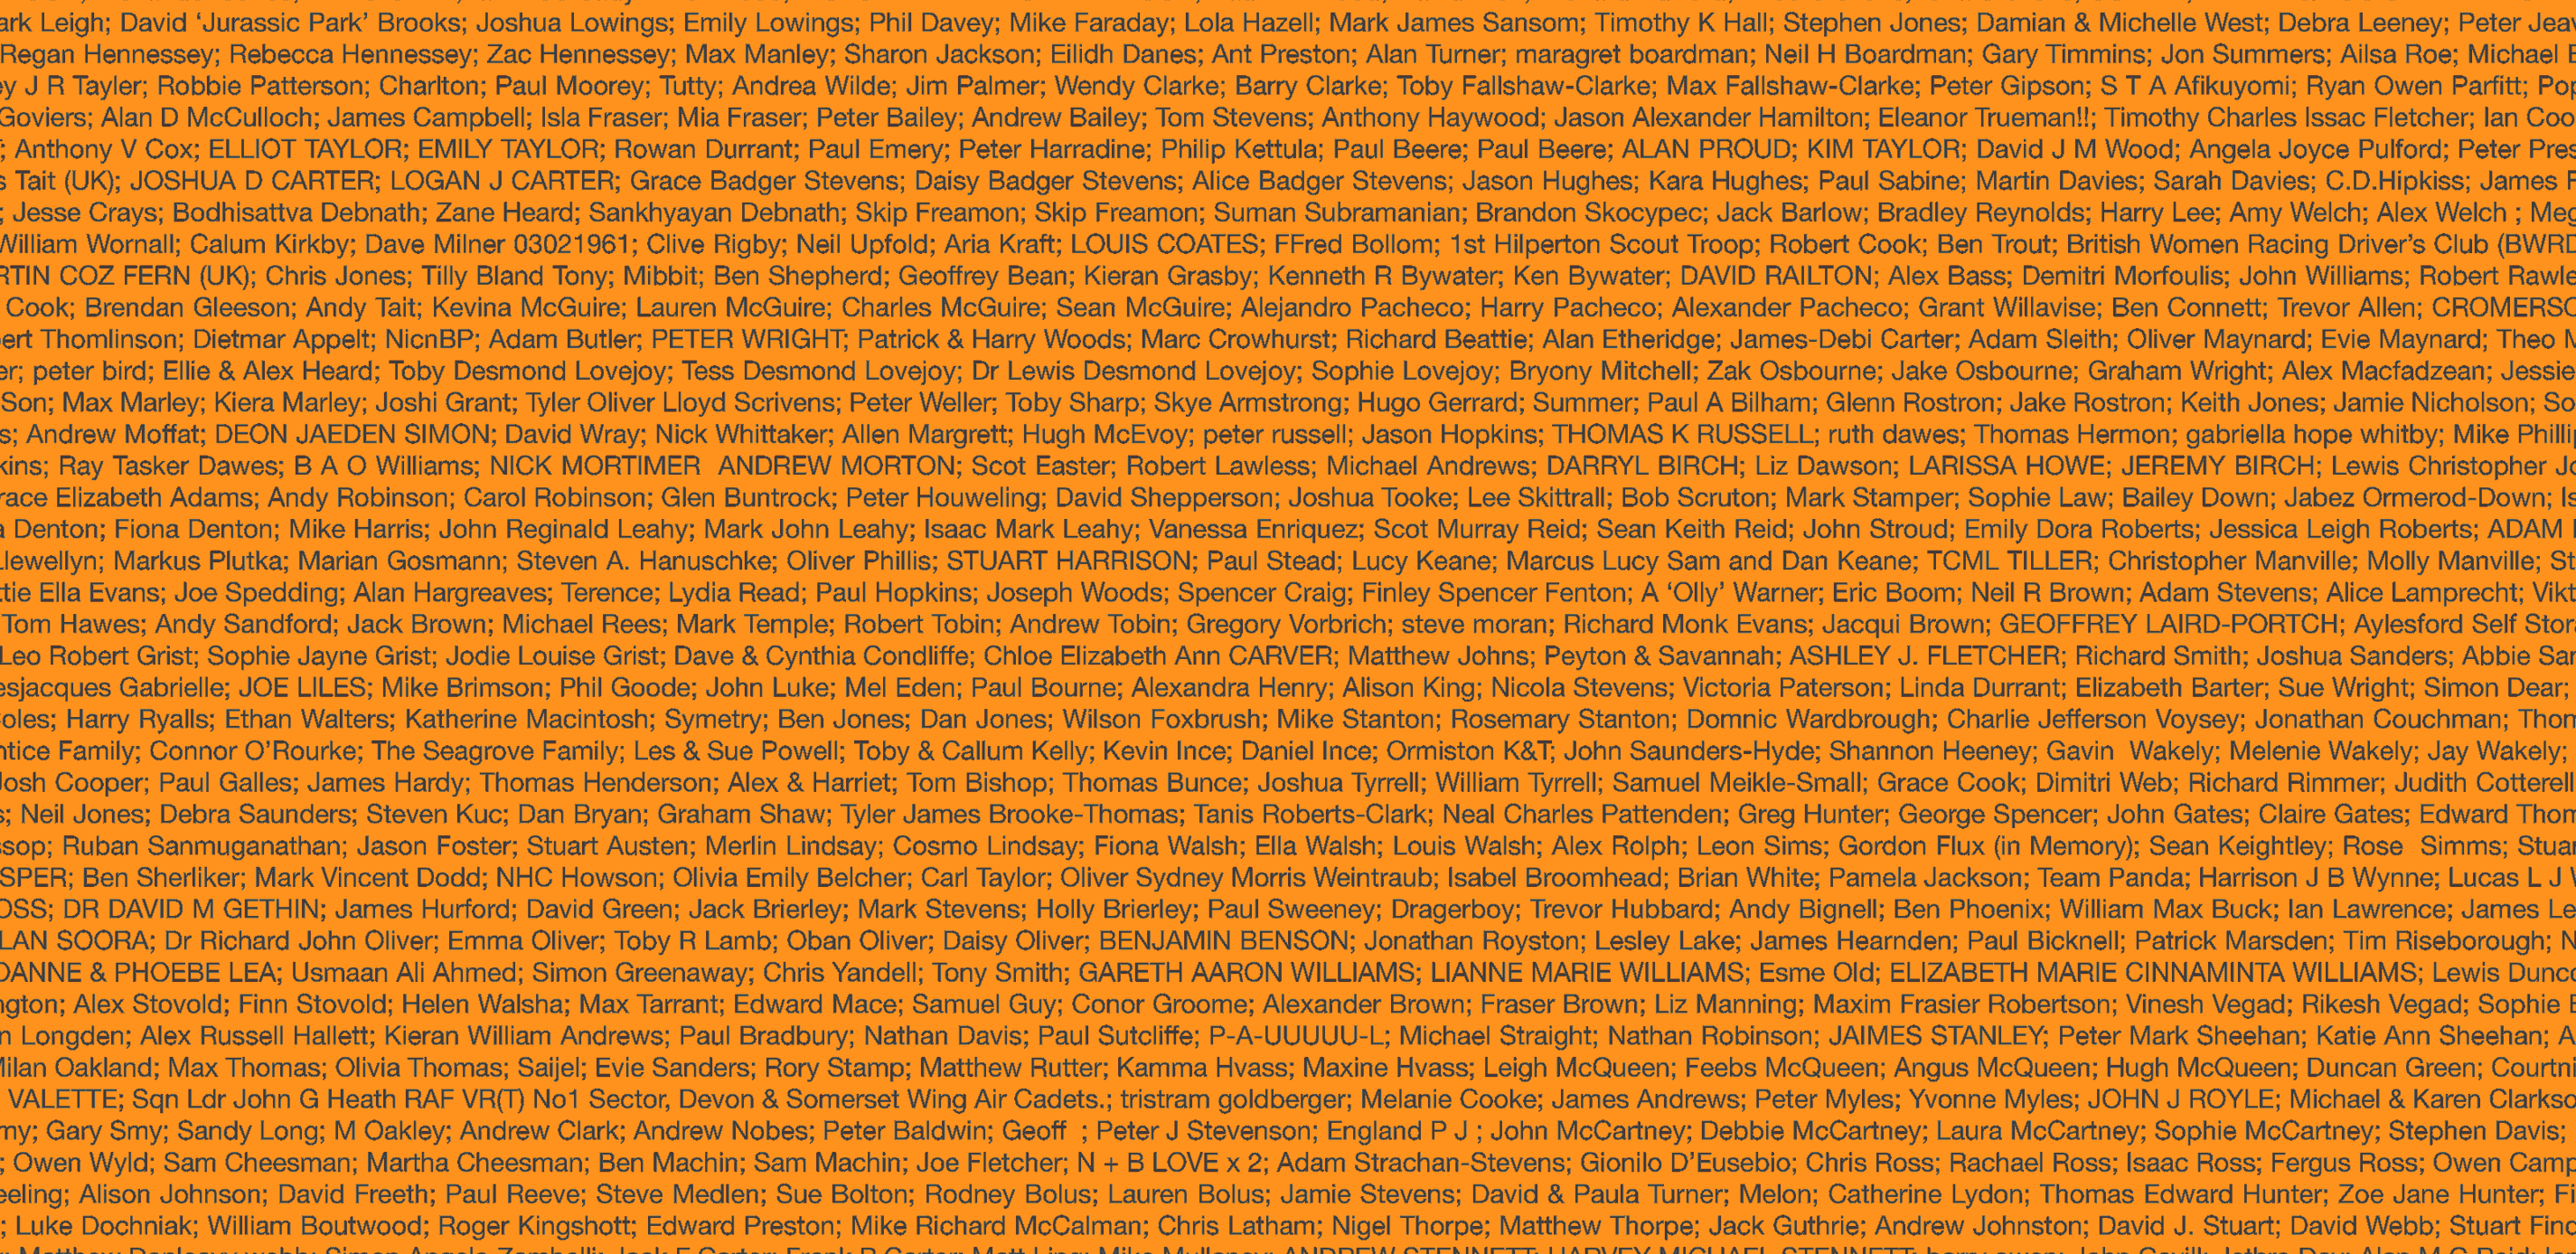 ark Leigh; David ‘Jurassic Park’ Brooks; Joshua Lowings; Emily Lowings; Phil Davey; Mike Faraday; Lola Hazell; Mark James Sansom; Timothy K Hall; Stephen Jones; Damian & Michelle West; Debra Leeney; Peter Jea
Regan Hennessey; Rebecca Hennessey; Zac Hennessey; Max Manley; Sharon Jackson; Eilidh Danes; Ant Preston; Alan Turner; maragret boardman; Neil H Boardman; Gary Timmins; Jon Summers; Ailsa Roe; Michael
y J R Tayler; Robbie Patterson; Charlton; Paul Moorey; Tutty; Andrea Wilde; Jim Palmer; Wendy Clarke; Barry Clarke; Toby Fallshaw-Clarke; Max Fallshaw-Clarke; Peter Gipson; S T A Afikuyomi; Ryan Owen Parfitt; Pop
Goviers; Alan D McCulloch; James Campbell; Isla Fraser; Mia Fraser; Peter Bailey; Andrew Bailey; Tom Stevens; Anthony Haywood; Jason Alexander Hamilton; Eleanor Trueman!!; Timothy Charles Issac Fletcher; Ian Coo
; Anthony V Cox; ELLIOT TAYLOR; EMILY TAYLOR; Rowan Durrant; Paul Emery; Peter Harradine; Philip Kettula; Paul Beere; Paul Beere; ALAN PROUD; KIM TAYLOR; David J M Wood; Angela Joyce Pulford; Peter Pres
s Tait (UK); JOSHUA D CARTER; LOGAN J CARTER; Grace Badger Stevens; Daisy Badger Stevens; Alice Badger Stevens; Jason Hughes; Kara Hughes; Paul Sabine; Martin Davies; Sarah Davies; C.D.Hipkiss; James
; Jesse Crays; Bodhisattva Debnath; Zane Heard; Sankhyayan Debnath; Skip Freamon; Skip Freamon; Suman Subramanian; Brandon Skocypec; Jack Barlow; Bradley Reynolds; Harry Lee; Amy Welch; Alex Welch ; Meg
William Wornall; Calum Kirkby; Dave Milner 03021961; Clive Rigby; Neil Upfold; Aria Kraft; LOUIS COATES; FFred Bollom; 1st Hilperton Scout Troop; Robert Cook; Ben Trout; British Women Racing Driver’s Club (BWRD
RTIN COZ FERN (UK); Chris Jones; Tilly Bland Tony; Mibbit; Ben Shepherd; Geoffrey Bean; Kieran Grasby; Kenneth R Bywater; Ken Bywater; DAVID RAILTON; Alex Bass; Demitri Morfoulis; John Williams; Robert Rawle
Cook; Brendan Gleeson; Andy Tait; Kevina McGuire; Lauren McGuire; Charles McGuire; Sean McGuire; Alejandro Pacheco; Harry Pacheco; Alexander Pacheco; Grant Willavise; Ben Connett; Trevor Allen; CROMERSO
ert Thomlinson; Dietmar Appelt; NicnBP; Adam Butler; PETER WRIGHT; Patrick & Harry Woods; Marc Crowhurst; Richard Beattie; Alan Etheridge; James-Debi Carter; Adam Sleith; Oliver Maynard; Evie Maynard; Theo M
er; peter bird; Ellie & Alex Heard; Toby Desmond Lovejoy; Tess Desmond Lovejoy; Dr Lewis Desmond Lovejoy; Sophie Lovejoy; Bryony Mitchell; Zak Osbourne; Jake Osbourne; Graham Wright; Alex Macfadzean; Jessie
Son; Max Marley; Kiera Marley; Joshi Grant; Tyler Oliver Lloyd Scrivens; Peter Weller; Toby Sharp; Skye Armstrong; Hugo Gerrard; Summer; Paul A Bilham; Glenn Rostron; Jake Rostron; Keith Jones; Jamie Nicholson; So
s; Andrew Moffat; DEON JAEDEN SIMON; David Wray; Nick Whittaker; Allen Margrett; Hugh McEvoy; peter russell; Jason Hopkins; THOMAS K RUSSELL; ruth dawes; Thomas Hermon; gabriella hope whitby; Mike Phillip
kins; Ray Tasker Dawes; B A O Williams; NICK MORTIMER  ANDREW MORTON; Scot Easter; Robert Lawless; Michael Andrews; DARRYL BIRCH; Liz Dawson; LARISSA HOWE; JEREMY BIRCH; Lewis Christopher Jo
race Elizabeth Adams; Andy Robinson; Carol Robinson; Glen Buntrock; Peter Houweling; David Shepperson; Joshua Tooke; Lee Skittrall; Bob Scruton; Mark Stamper; Sophie Law; Bailey Down; Jabez Ormerod-Down; Is
a Denton; Fiona Denton; Mike Harris; John Reginald Leahy; Mark John Leahy; Isaac Mark Leahy; Vanessa Enriquez; Scot Murray Reid; Sean Keith Reid; John Stroud; Emily Dora Roberts; Jessica Leigh Roberts; ADAM
Llewellyn; Markus Plutka; Marian Gosmann; Steven A. Hanuschke; Oliver Phillis; STUART HARRISON; Paul Stead; Lucy Keane; Marcus Lucy Sam and Dan Keane; TCML TILLER; Christopher Manville; Molly Manville; St
ttie Ella Evans; Joe Spedding; Alan Hargreaves; Terence; Lydia Read; Paul Hopkins; Joseph Woods; Spencer Craig; Finley Spencer Fenton; A ‘Olly’ Warner; Eric Boom; Neil R Brown; Adam Stevens; Alice Lamprecht; Vikt
Tom Hawes; Andy Sandford; Jack Brown; Michael Rees; Mark Temple; Robert Tobin; Andrew Tobin; Gregory Vorbrich; steve moran; Richard Monk Evans; Jacqui Brown; GEOFFREY LAIRD-PORTCH; Aylesford Self Stor
Leo Robert Grist; Sophie Jayne Grist; Jodie Louise Grist; Dave & Cynthia Condliffe; Chloe Elizabeth Ann CARVER; Matthew Johns; Peyton & Savannah; ASHLEY J. FLETCHER; Richard Smith; Joshua Sanders; Abbie Sa
esjacques Gabrielle; JOE LILES; Mike Brimson; Phil Goode; John Luke; Mel Eden; Paul Bourne; Alexandra Henry; Alison King; Nicola Stevens; Victoria Paterson; Linda Durrant; Elizabeth Barter; Sue Wright; Simon Dear;
oles; Harry Ryalls; Ethan Walters; Katherine Macintosh; Symetry; Ben Jones; Dan Jones; Wilson Foxbrush; Mike Stanton; Rosemary Stanton; Domnic Wardbrough; Charlie Jefferson Voysey; Jonathan Couchman; Thom
ntice Family; Connor O’Rourke; The Seagrove Family; Les & Sue Powell; Toby & Callum Kelly; Kevin Ince; Daniel Ince; Ormiston K&T; John Saunders-Hyde; Shannon Heeney; Gavin  Wakely; Melenie Wakely; Jay Wakely;
Josh Cooper; Paul Galles; James Hardy; Thomas Henderson; Alex & Harriet; Tom Bishop; Thomas Bunce; Joshua Tyrrell; William Tyrrell; Samuel Meikle-Small; Grace Cook; Dimitri Web; Richard Rimmer; Judith Cotterell
s; Neil Jones; Debra Saunders; Steven Kuc; Dan Bryan; Graham Shaw; Tyler James Brooke-Thomas; Tanis Roberts-Clark; Neal Charles Pattenden; Greg Hunter; George Spencer; John Gates; Claire Gates; Edward Thom
ssop; Ruban Sanmuganathan; Jason Foster; Stuart Austen; Merlin Lindsay; Cosmo Lindsay; Fiona Walsh; Ella Walsh; Louis Walsh; Alex Rolph; Leon Sims; Gordon Flux (in Memory); Sean Keightley; Rose  Simms; Stuar
SPER; Ben Sherliker; Mark Vincent Dodd; NHC Howson; Olivia Emily Belcher; Carl Taylor; Oliver Sydney Morris Weintraub; Isabel Broomhead; Brian White; Pamela Jackson; Team Panda; Harrison J B Wynne; Lucas L J
OSS; DR DAVID M GETHIN; James Hurford; David Green; Jack Brierley; Mark Stevens; Holly Brierley; Paul Sweeney; Dragerboy; Trevor Hubbard; Andy Bignell; Ben Phoenix; William Max Buck; Ian Lawrence; James Le
LAN SOORA; Dr Richard John Oliver; Emma Oliver; Toby R Lamb; Oban Oliver; Daisy Oliver; BENJAMIN BENSON; Jonathan Royston; Lesley Lake; James Hearnden; Paul Bicknell; Patrick Marsden; Tim Riseborough; N
OANNE & PHOEBE LEA; Usmaan Ali Ahmed; Simon Greenaway; Chris Yandell; Tony Smith; GARETH AARON WILLIAMS; LIANNE MARIE WILLIAMS; Esme Old; ELIZABETH MARIE CINNAMINTA WILLIAMS; Lewis Dunc
ngton; Alex Stovold; Finn Stovold; Helen Walsha; Max Tarrant; Edward Mace; Samuel Guy; Conor Groome; Alexander Brown; Fraser Brown; Liz Manning; Maxim Frasier Robertson; Vinesh Vegad; Rikesh Vegad; Sophie
n Longden; Alex Russell Hallett; Kieran William Andrews; Paul Bradbury; Nathan Davis; Paul Sutcliffe; P-A-UUUUU-L; Michael Straight; Nathan Robinson; JAIMES STANLEY; Peter Mark Sheehan; Katie Ann Sheehan; A
Milan Oakland; Max Thomas; Olivia Thomas; Saijel; Evie Sanders; Rory Stamp; Matthew Rutter; Kamma Hvass; Maxine Hvass; Leigh McQueen; Feebs McQueen; Angus McQueen; Hugh McQueen; Duncan Green; Courtni
VALETTE; Sqn Ldr John G Heath RAF VR(T) No1 Sector, Devon & Somerset Wing Air Cadets.; tristram goldberger; Melanie Cooke; James Andrews; Peter Myles; Yvonne Myles; JOHN J ROYLE; Michael & Karen Clarkso
my; Gary Smy; Sandy Long; M Oakley; Andrew Clark; Andrew Nobes; Peter Baldwin; Geoff  ; Peter J Stevenson; England P J ; John McCartney; Debbie McCartney; Laura McCartney; Sophie McCartney; Stephen Davis;
; Owen Wyld; Sam Cheesman; Martha Cheesman; Ben Machin; Sam Machin; Joe Fletcher; N + B LOVE x 2; Adam Strachan-Stevens; Gionilo D’Eusebio; Chris Ross; Rachael Ross; Isaac Ross; Fergus Ross; Owen Camp
eeling; Alison Johnson; David Freeth; Paul Reeve; Steve Medlen; Sue Bolton; Rodney Bolus; Lauren Bolus; Jamie Stevens; David & Paula Turner; Melon; Catherine Lydon; Thomas Edward Hunter; Zoe Jane Hunter; Fi
; Luke Dochniak; William Boutwood; Roger Kingshott; Edward Preston; Mike Richard McCalman; Chris Latham; Nigel Thorpe; Matthew Thorpe; Jack Guthrie; Andrew Johnston; David J. Stuart; David Webb; Stuart Finc